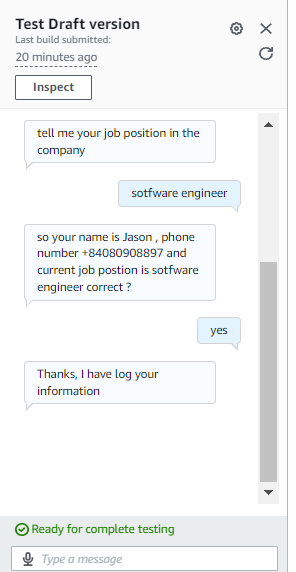 Test Draft version
Last build submitted:
20 minutes ago
Inspect
tell me your job position in the
company
sotfware engineer
so your name is Jason , phone
number +84080908897 and
current job postion is sotfware
engineer correct ?
yes
Thanks, I have log your
information
Ready for complete testing
Type a message